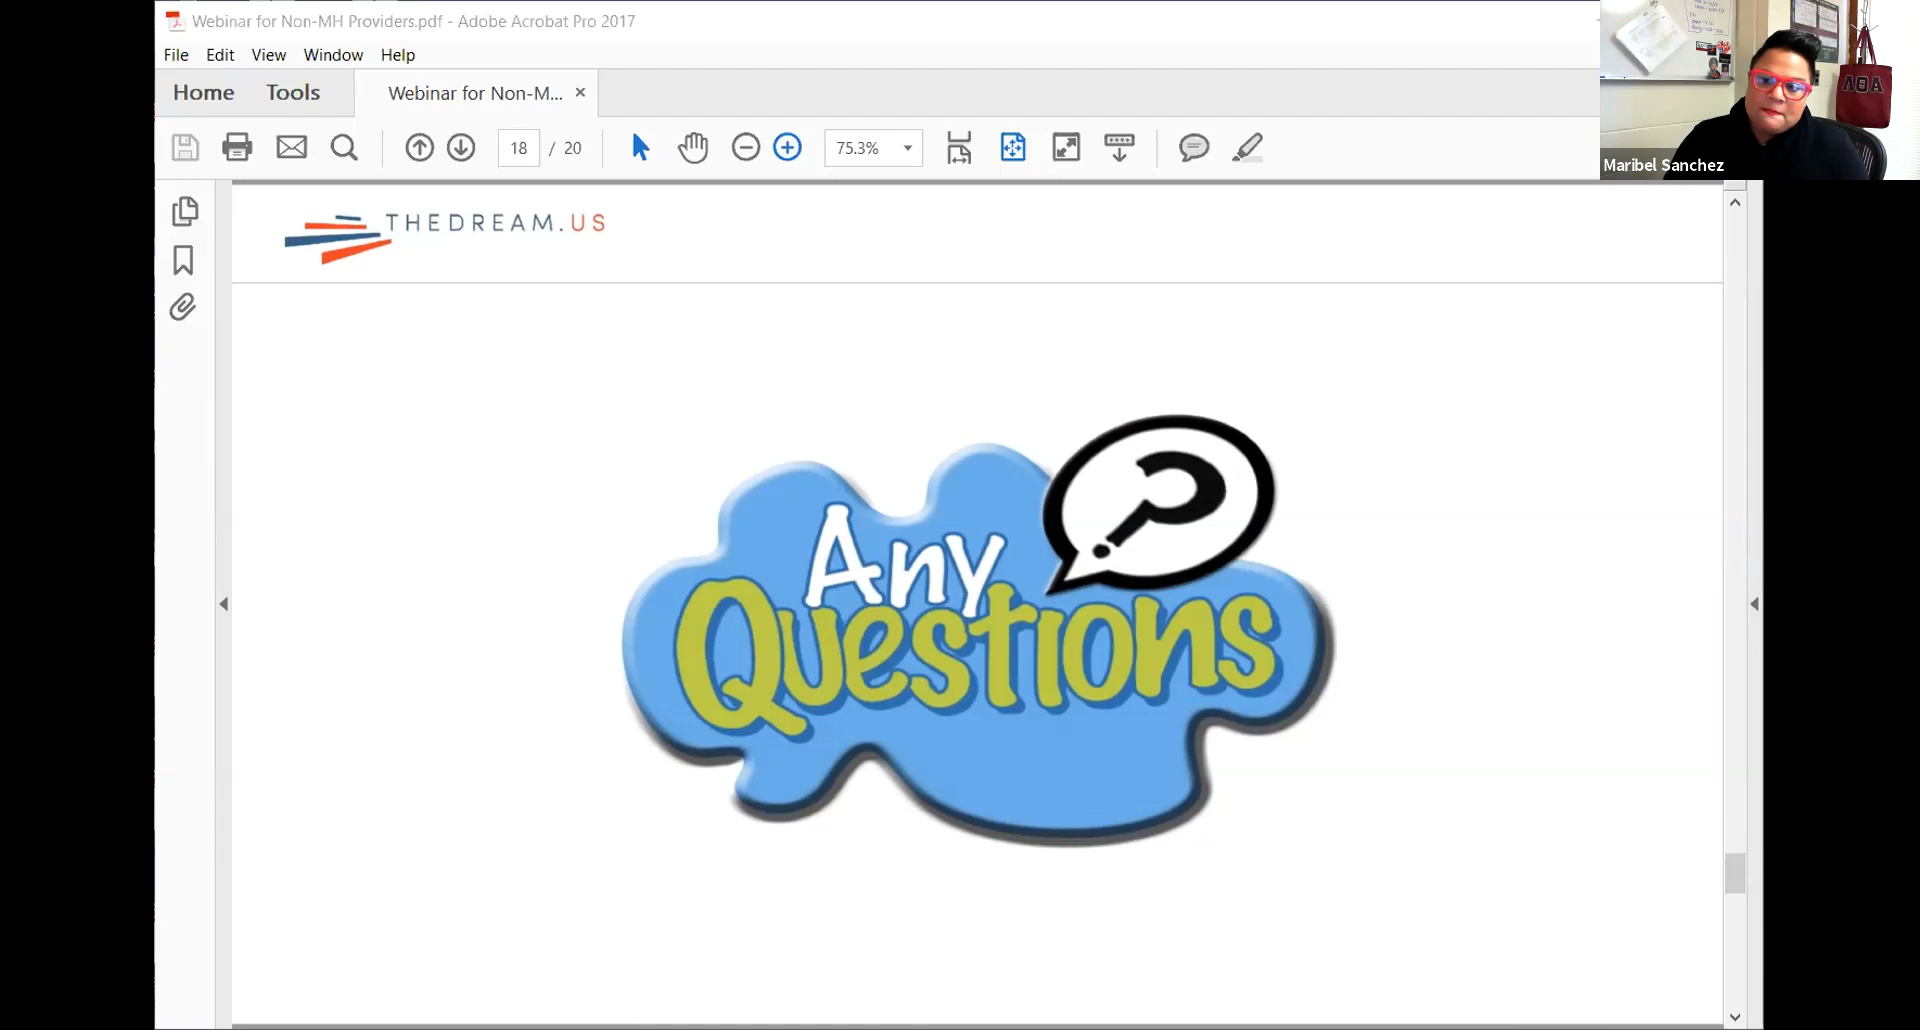 Webinar for Non-MH Providers.pdf - Adobe Acrobat Pro 2017
File Edit View Window Help
Home Tools Webinar for Non-M... ×
18 / 20 75.3%
ΛΘΑ
Maribel Sanchez
THEDREAM.US
?
Any
Questions